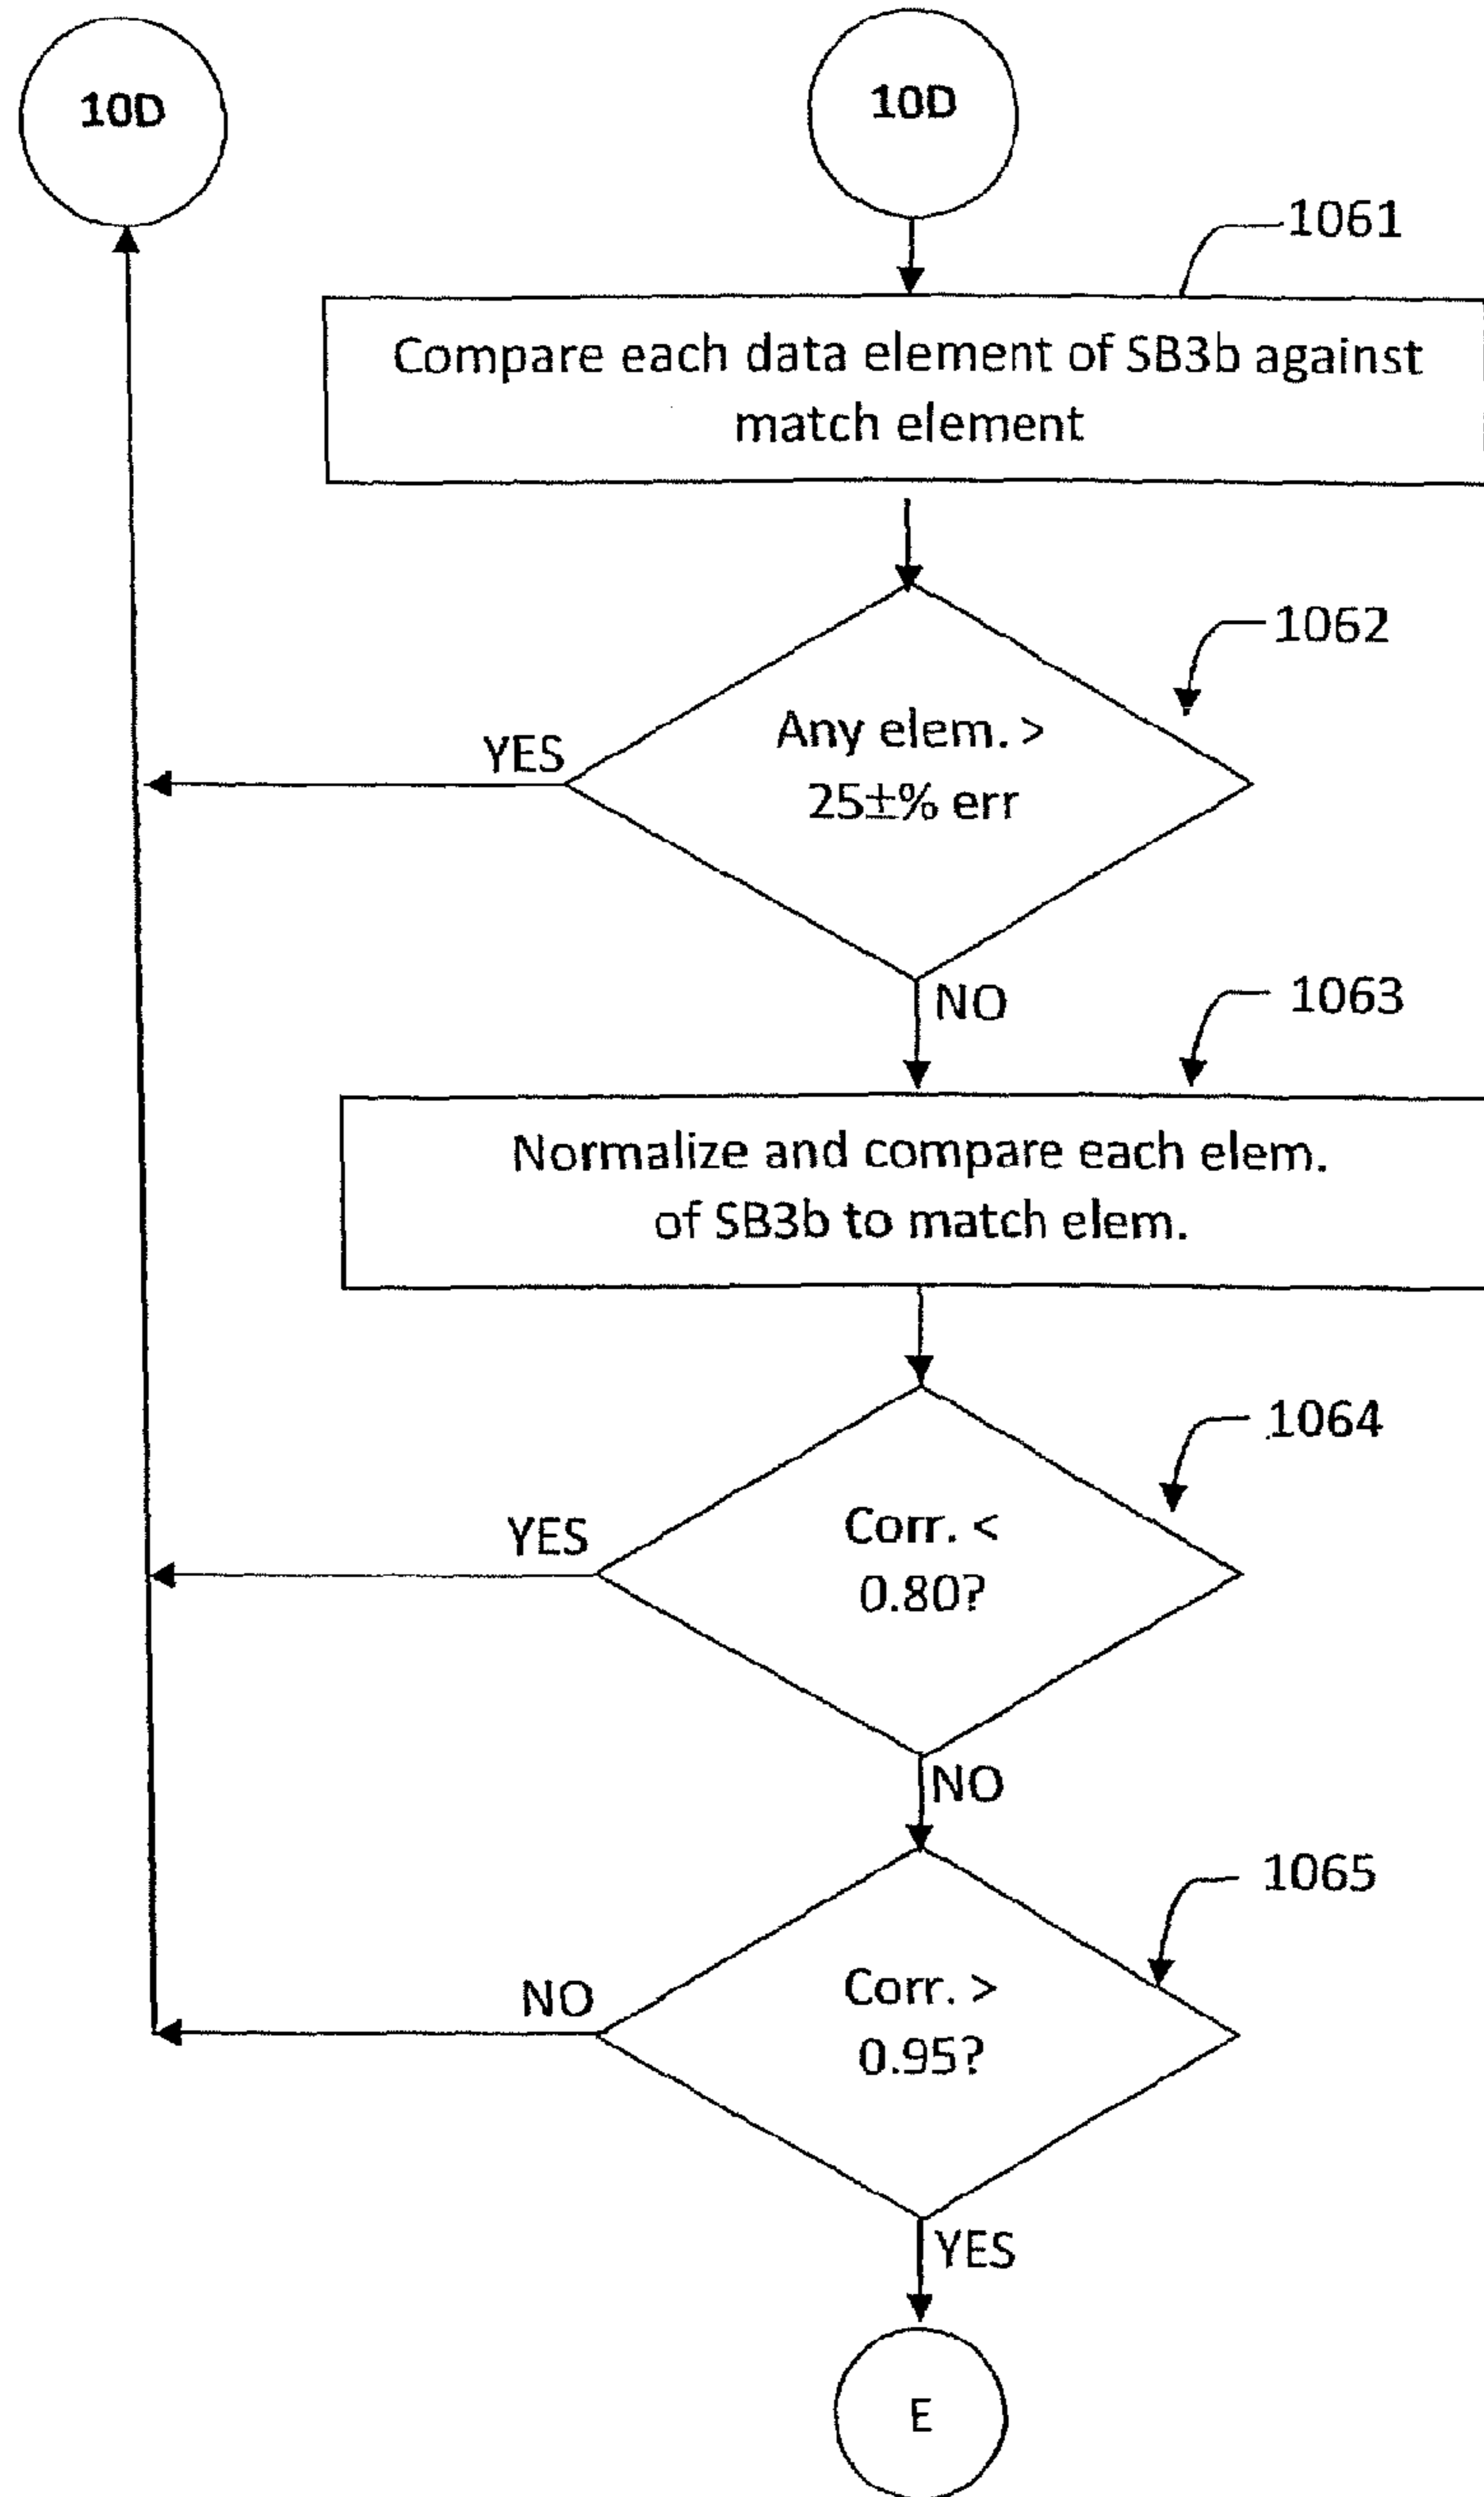 10D
10D
1061
Compare each data element of SB3b against
match element
1062
Any elem. >
25±% err
YES
NO
1063
Normalize and compare each elem.
of SB3b to match elem.
1064
Corr. <
0.80?
YES
NO
1065
Corr. >
0.95?
NO
YES
E